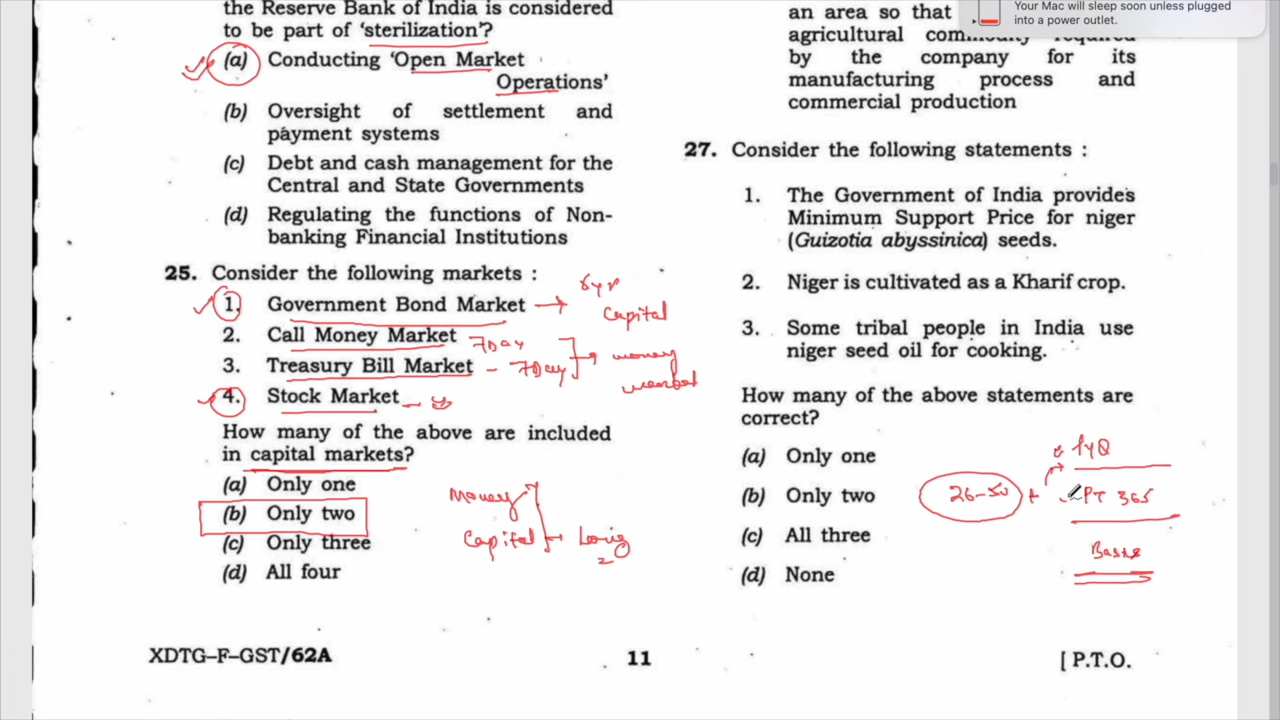 the Reserve Bank of India is considered
to be part of 'sterilization'?
(a) Conducting 'Open Market
Operations'
(b) Oversight of settlement and
payment systems
(c) Debt and cash management for the
Central and State Governments
(d) Regulating the functions of Non-
banking Financial Institutions
25. Consider the following markets :
1. Government Bond Market
capital
2. Call Money Market 7 Day
3. Treasury Bill Market - 7 Day
money
market
4. Stock Market
How many of the above are included
in capital markets?
(a) Only one
(b) Only two
(c) Only three
(d) All four
Money
Capital
Long
an area so that
agricultural commodity required
by the company for its
manufacturing process and
commercial production
27. Consider the following statements :
1. The Government of India provides
Minimum Support Price for niger
(Guizotia abyssinica) seeds.
2. Niger is cultivated as a Kharif crop.
3. Some tribal people in India use
niger seed oil for cooking.
How many of the above statements are
correct?
(a) Only one
(b) Only two
(c) All three
(d) None
PYQ
26-50 + PT 365
XDTG-F-GST/62A
11
[ P.T.O.
Your Mac will sleep soon unless plugged
into a power outlet.